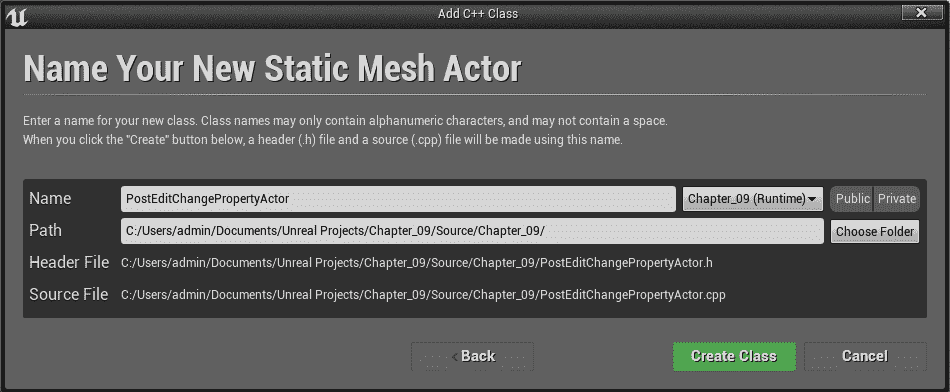 Add C++ Class
Name Your New Static Mesh Actor
Enter a name for your new class. Class names may only contain alphanumeric characters, and may not contain a space.
When you click the "Create" button below, a header (.h) file and a source (.cpp) file will be made using this name.
Name PostEditChangePropertyActor Chapter_09 (Runtime) Public Private
Path C:/Users/admin/Documents/Unreal Projects/Chapter_09/Source/Chapter_09/ Choose Folder
Header File C:/Users/admin/Documents/Unreal Projects/Chapter_09/Source/Chapter_09/PostEditChangePropertyActor.h
Source File C:/Users/admin/Documents/Unreal Projects/Chapter_09/Source/Chapter_09/PostEditChangePropertyActor.cpp
< Back Create Class Cancel